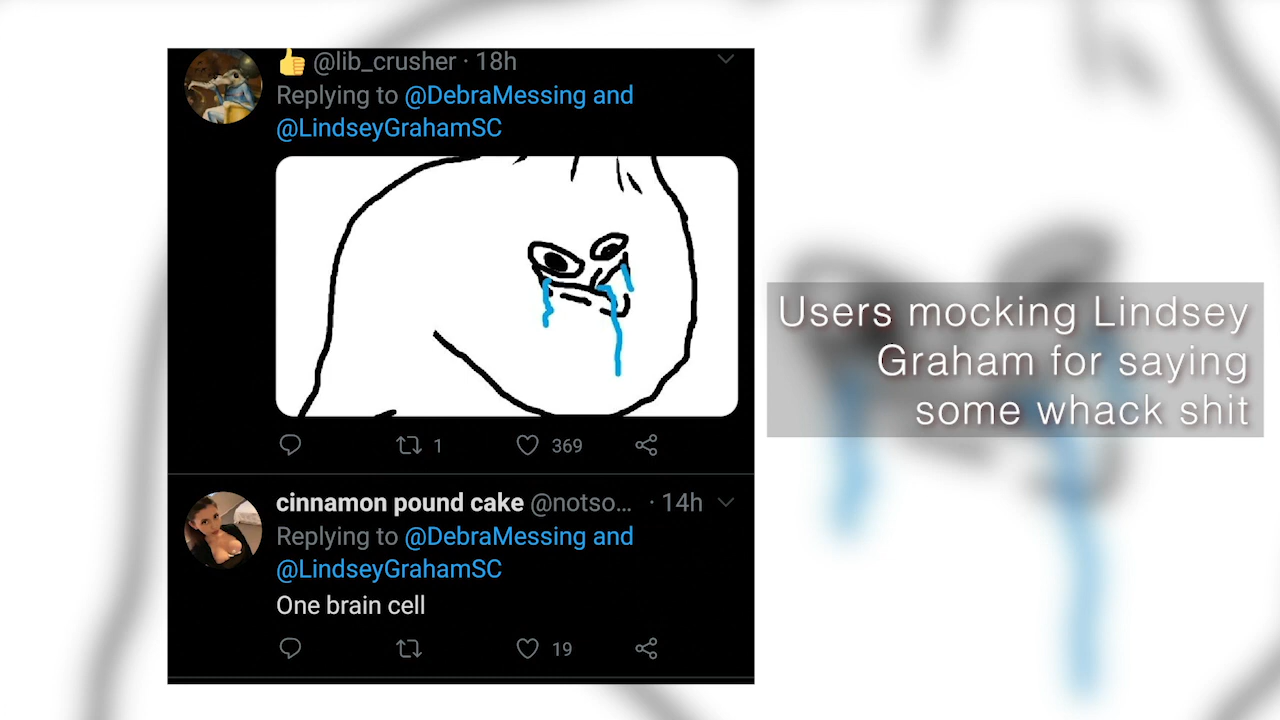 👍 @lib_crusher · 18h
Replying to @DebraMessing and
@LindseyGrahamSC
1
369
cinnamon pound cake @notso... · 14h
Replying to @DebraMessing and
@LindseyGrahamSC
One brain cell
19
Users mocking Lindsey
Graham for saying
some whack shit